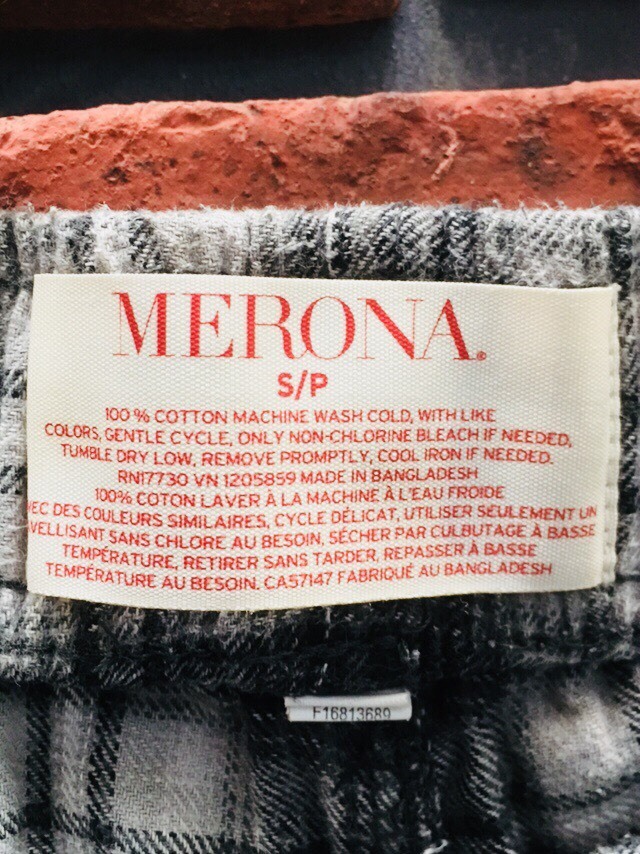 MERONA®
S/P
100 % COTTON MACHINE WASH COLD, WITH LIKE
COLORS, GENTLE CYCLE, ONLY NON-CHLORINE BLEACH IF NEEDED,
TUMBLE DRY LOW, REMOVE PROMPTLY, COOL IRON IF NEEDED.
RN17730 VN 1205859 MADE IN BANGLADESH
100% COTON LAVER À LA MACHINE À L'EAU FROIDE
VEC DES COULEURS SIMILAIRES, CYCLE DÉLICAT, UTILISER SEULEMENT UN
VELLISANT SANS CHLORE AU BESOIN, SÉCHER PAR CULBUTAGE À BASSE
TEMPÉRATURE, RETIRER SANS TARDER, REPASSER À BASSE
TEMPÉRATURE AU BESOIN. CA57147 FABRIQUÉ AU BANGLADESH
F16813689